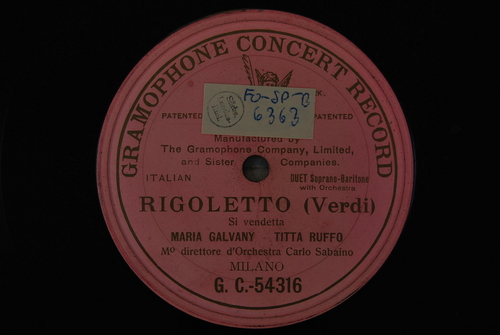 GRAMOPHONE CONCERT RECORD
FO-SP-B
6363
PATENTED PATENTED
Manufactured by
The Gramophone Company, Limited,
and Sister Companies.
ITALIAN
DUET Soprano-Baritone
with Orchestra
RIGOLETTO (Verdi)
Si vendetta
MARIA GALVANY TITTA RUFFO
Mº direttore d'Orchestra Carlo Sabaino
MILANO
G. C.-54316